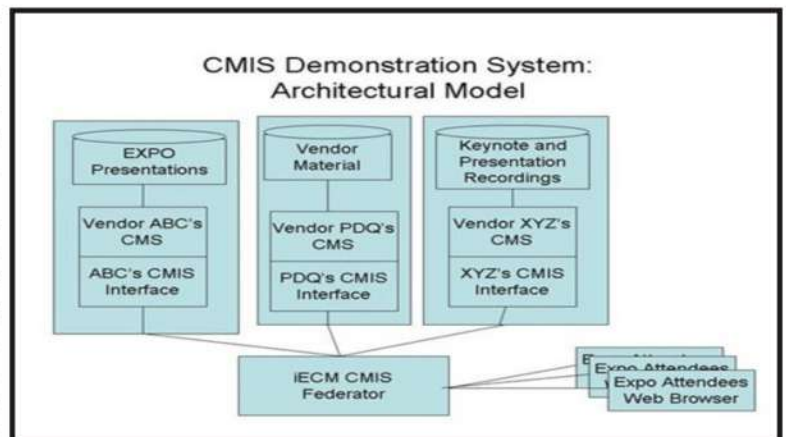 CMIS Demonstration System:
Architectural Model
EXPO
Presentations
Vendor ABC's
CMS
ABC's CMIS
Interface
Vendor
Material
Vendor PDQ's
CMS
PDQ's CMIS
Interface
Keynote and
Presentation
Recordings
Vendor XYZ's
CMS
XYZ's CMIS
Interface
iECM CMIS
Federator
Expo Attendees
Expo Attendees
Web Browser